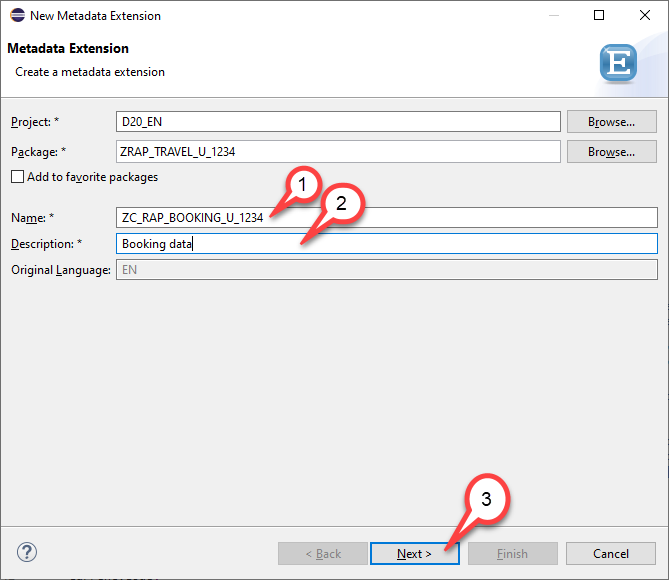 New Metadata Extension
Metadata Extension
Create a metadata extension
E
Project: * D20_EN Browse...
Package: * ZRAP_TRAVEL_U_1234 Browse...
Add to favorite packages
1
Name: * ZC_RAP_BOOKING_U_1234
2
Description: * Booking data
Original Language: EN
3
? < Back Next > Finish Cancel